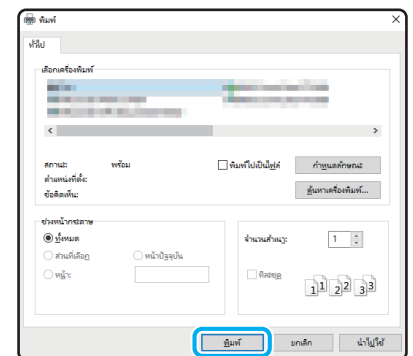 พิมพ์
ทั่วไป
เลือกเครื่องพิมพ์
สถานะ: พร้อม
พิมพ์ไปเป็นไฟล์
กำหนดลักษณะ
ตำแหน่งที่ตั้ง:
ข้อคิดเห็น:
ค้นหาเครื่องพิมพ์...
ช่วงหน้ากระดาษ
ทั้งหมด
ส่วนที่เลือก
หน้าปัจจุบัน
หน้า:
จำนวนสำเนา: 1
ทีละชุด
1 1 2 2 3 3
พิมพ์
ยกเลิก
นำไปใช้